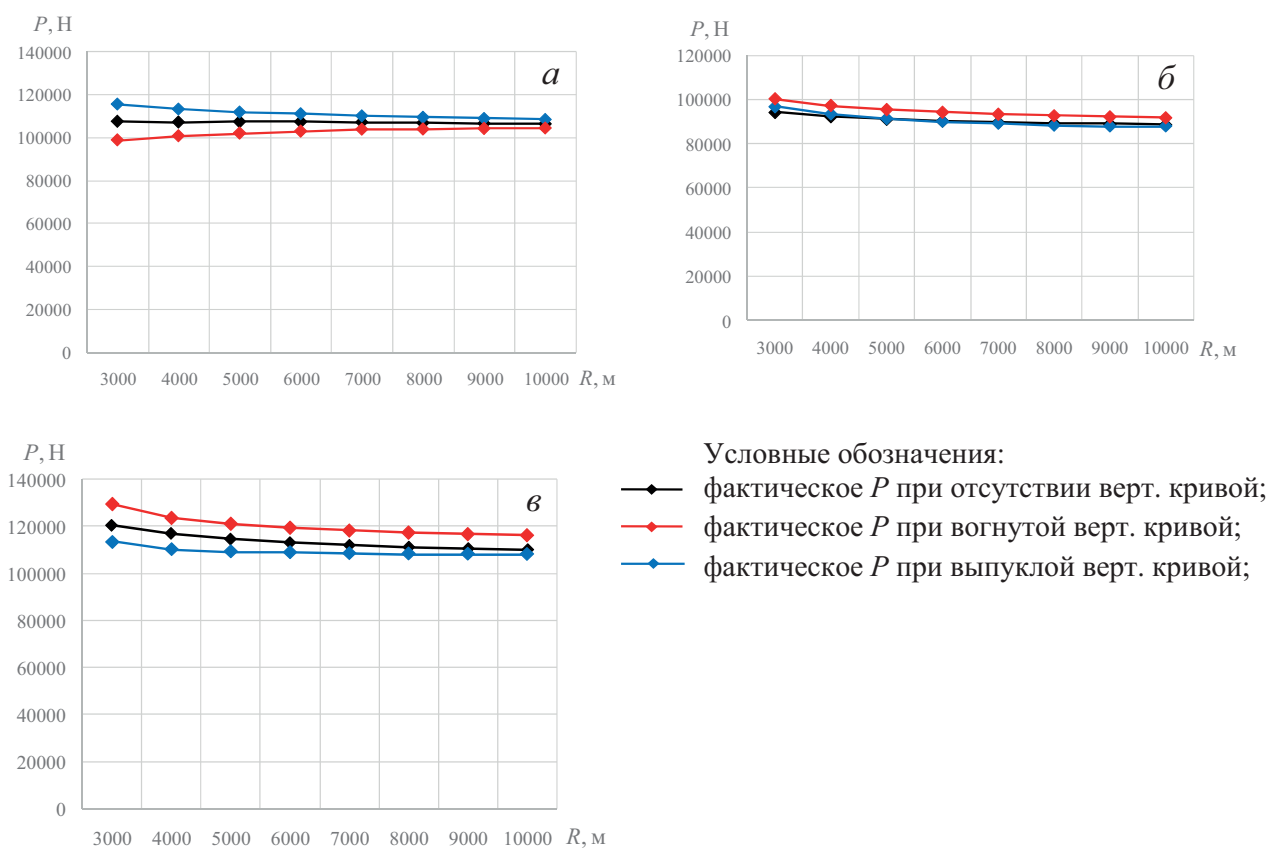 P, Н
140000
120000
100000
80000
60000
40000
20000
0
3000 4000 5000 6000 7000 8000 9000 10000 R, м
а
P, Н
120000
100000
80000
60000
40000
20000
0
3000 4000 5000 6000 7000 8000 9000 10000 R, м
б
P, Н
140000
120000
100000
80000
60000
40000
20000
0
3000 4000 5000 6000 7000 8000 9000 10000 R, м
в
Условные обозначения:
фактическое P при отсутствии верт. кривой;
фактическое P при вогнутой верт. кривой;
фактическое P при выпуклой верт. кривой;